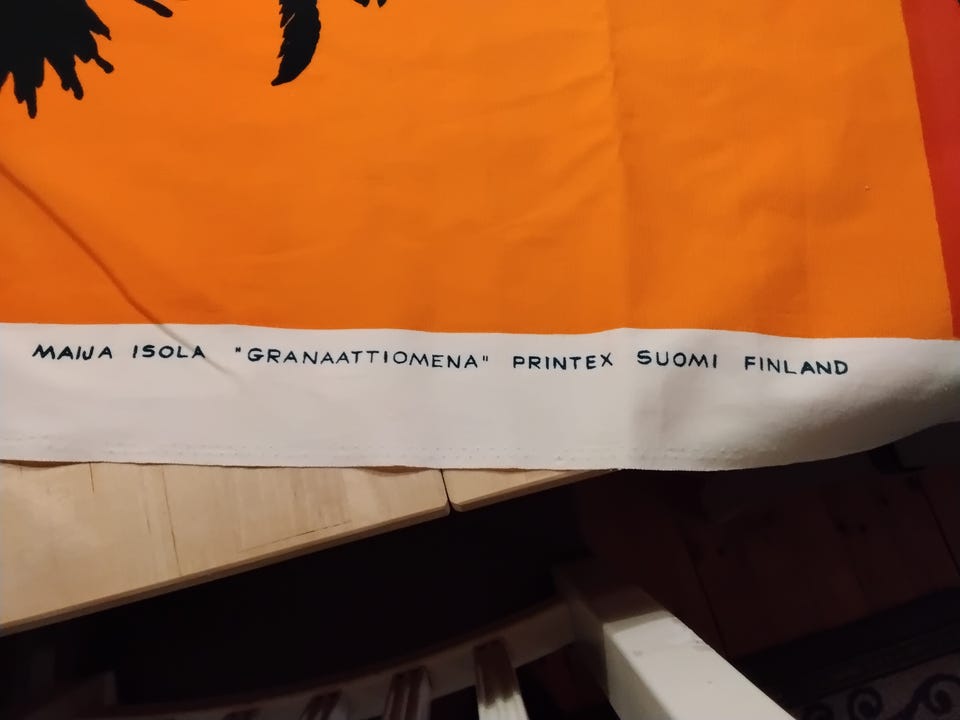 MAIJA ISOLA "GRANAATTIOMENA" PRINTEX SUOMI FINLAND